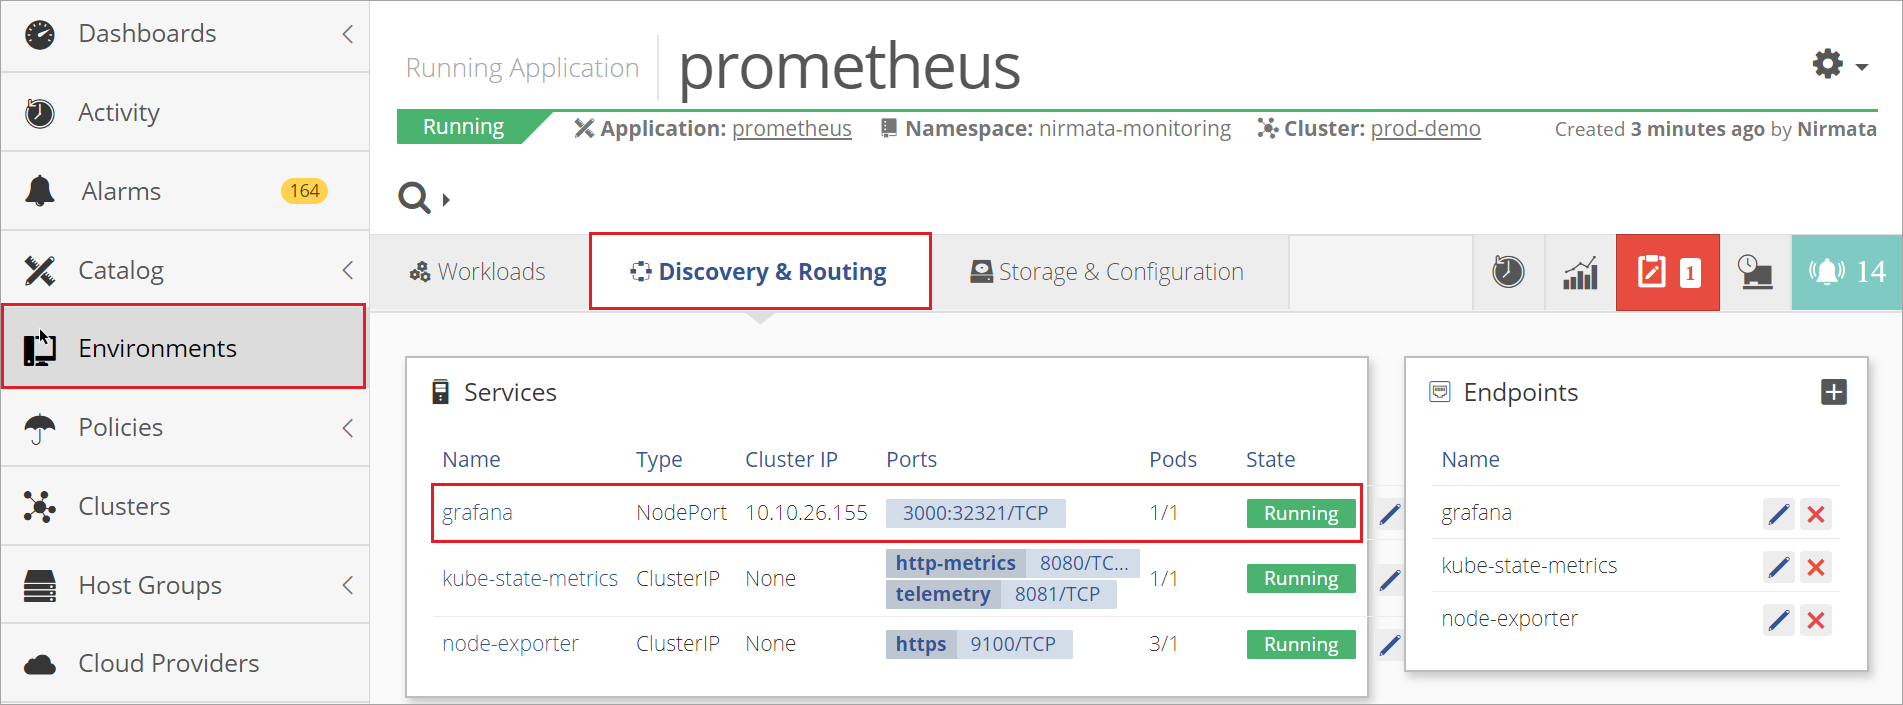 Dashboards
Activity
Alarms 164
Catalog
Environments
Policies
Clusters
Host Groups
Cloud Providers
Running Application prometheus
Running Application: prometheus Namespace: nirmata-monitoring Cluster: prod-demo Created 3 minutes ago by Nirmata
Workloads Discovery & Routing Storage & Configuration 1 14
Services
Name Type Cluster IP Ports Pods State
grafana NodePort 10.10.26.155 3000:32321/TCP 1/1 Running
kube-state-metrics ClusterIP None http-metrics 8080/TC... 1/1 Running
telemetry 8081/TCP
node-exporter ClusterIP None https 9100/TCP 3/1 Running
Endpoints
Name
grafana
kube-state-metrics
node-exporter